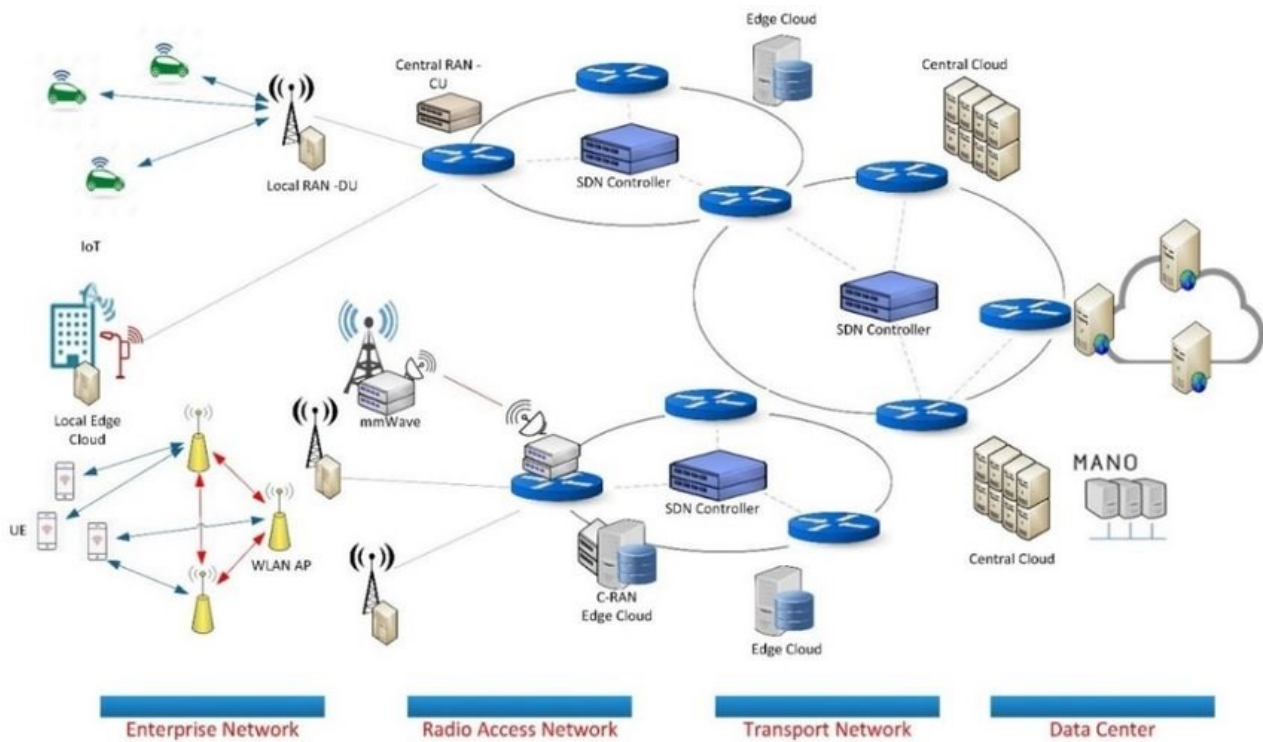 Edge Cloud
Central RAN -
CU
Central Cloud
Local RAN -DU
SDN Controller
IoT
SDN Controller
Local Edge
Cloud
mmWave
MANO
UE
WLAN AP
SDN Controller
Central Cloud
C-RAN
Edge Cloud
Edge Cloud
Enterprise Network
Radio Access Network
Transport Network
Data Center